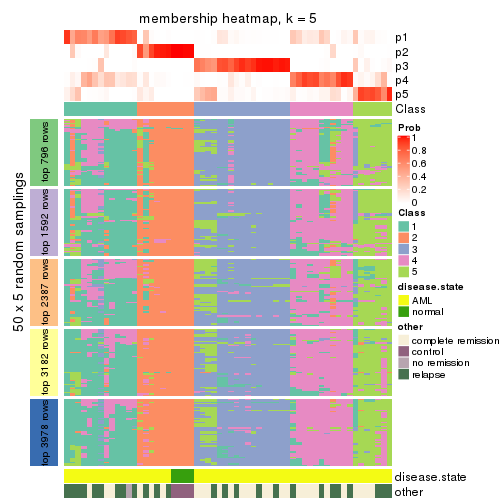 membership heatmap, k = 5
p1
p2
p3
p4
p5
Class
50 x 5 random samplings
top 796 rows
top 1592 rows
top 2387 rows
top 3182 rows
top 3978 rows
disease.state
other
Prob
1
0.8
0.6
0.4
0.2
0
Class
1
2
3
4
5
disease.state
AML
normal
other
complete remission
control
no remission
relapse